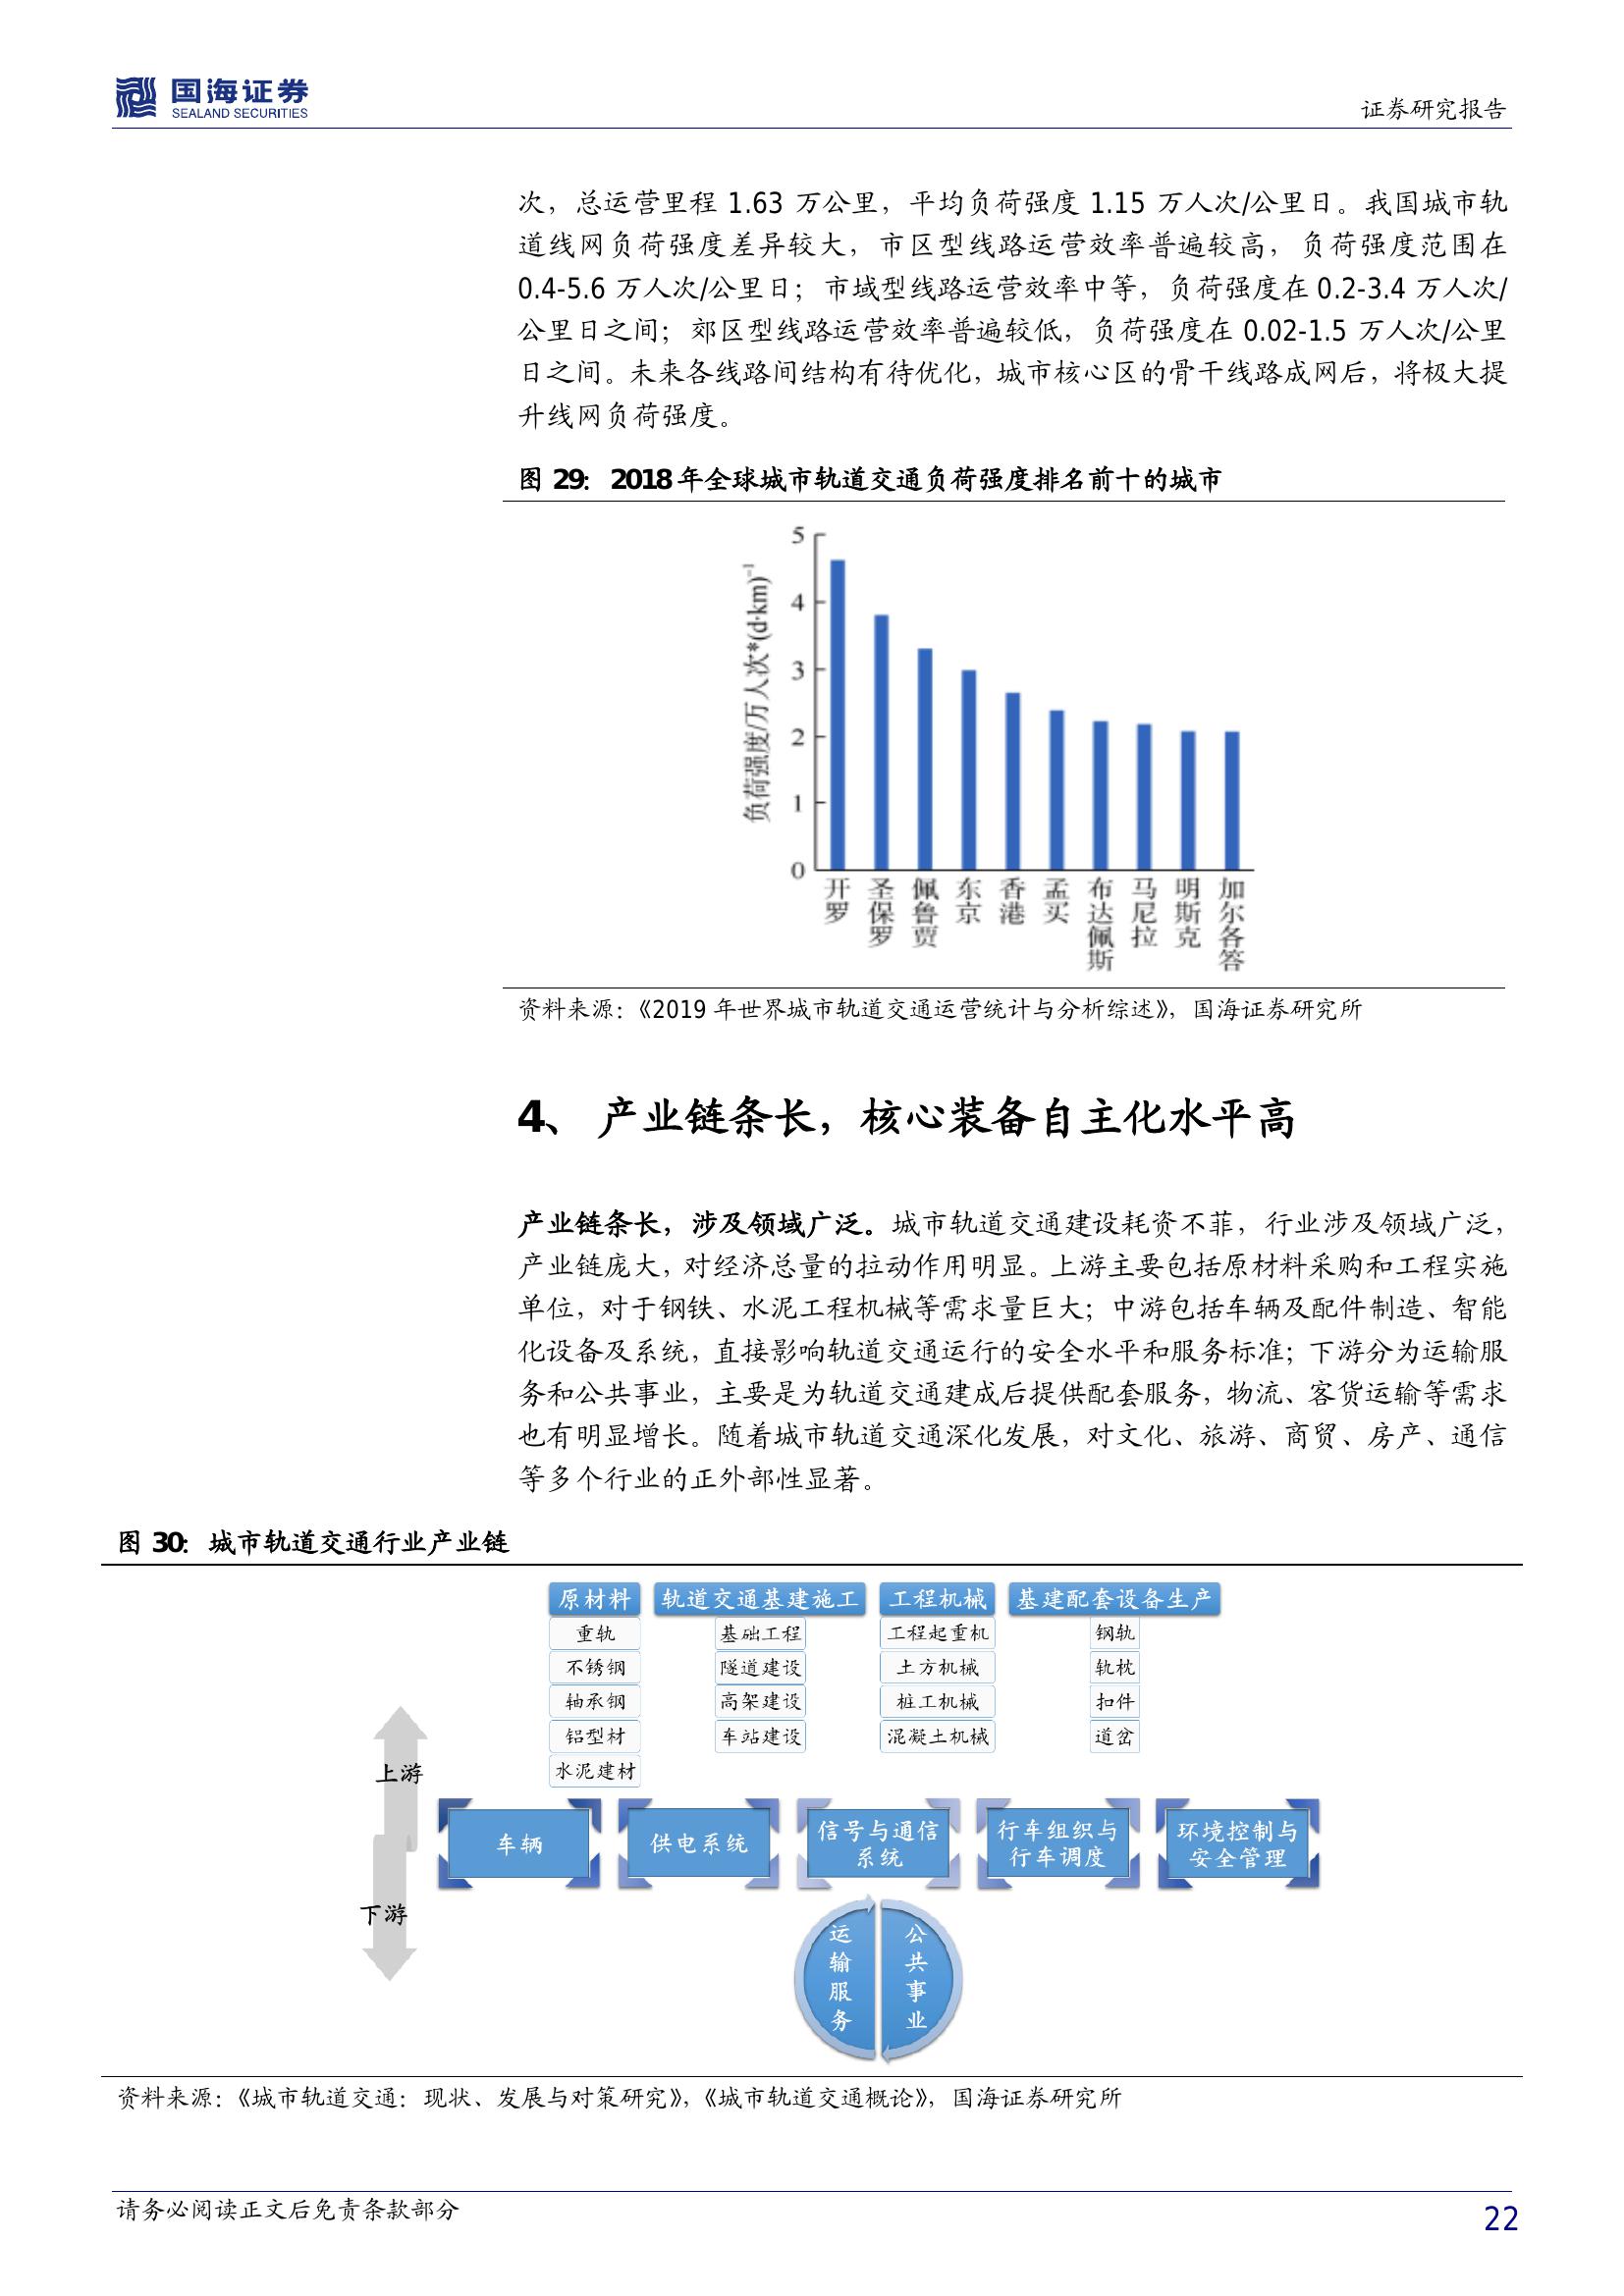 国海证券
SEALAND SECURITIES
证券研究报告
次，总运营里程 1.63 万公里，平均负荷强度 1.15 万人次/公里日。我国城市轨
道线网负荷强度差异较大，市区型线路运营效率普遍较高，负荷强度范围在
0.4-5.6 万人次/公里日；市域型线路运营效率中等，负荷强度在 0.2-3.4 万人次/
公里日之间；郊区型线路运营效率普遍较低，负荷强度在 0.02-1.5 万人次/公里
日之间。未来各线路间结构有待优化，城市核心区的骨干线路成网后，将极大提
升线网负荷强度。
图 29：2018 年全球城市轨道交通负荷强度排名前十的城市
负荷强度/万人次*(d·km)⁻¹
5
4
3
2
1
0
开罗
圣保罗
佩鲁贾
东京
香港
孟买
布达佩斯
马尼拉
明斯克
加尔各答
资料来源：《2019 年世界城市轨道交通运营统计与分析综述》，国海证券研究所
4、 产业链条长，核心装备自主化水平高
产业链条长，涉及领域广泛。城市轨道交通建设耗资不菲，行业涉及领域广泛，
产业链庞大，对经济总量的拉动作用明显。上游主要包括原材料采购和工程实施
单位，对于钢铁、水泥工程机械等需求量巨大；中游包括车辆及配件制造、智能
化设备及系统，直接影响轨道交通运行的安全水平和服务标准；下游分为运输服
务和公共事业，主要是为轨道交通建成后提供配套服务，物流、客货运输等需求
也有明显增长。随着城市轨道交通深化发展，对文化、旅游、商贸、房产、通信
等多个行业的正外部性显著。
图 30：城市轨道交通行业产业链
原材料 轨道交通基建施工 工程机械 基建配套设备生产
重轨 基础工程 工程起重机 钢轨
不锈钢 隧道建设 土方机械 轨枕
轴承钢 高架建设 桩工机械 扣件
铝型材 车站建设 混凝土机械 道岔
水泥建材
上游
车辆
供电系统
信号与通信
系统
行车组织与
行车调度
环境控制与
安全管理
下游
运输服务
公共事业
资料来源：《城市轨道交通：现状、发展与对策研究》，《城市轨道交通概论》，国海证券研究所
请务必阅读正文后免责条款部分
22